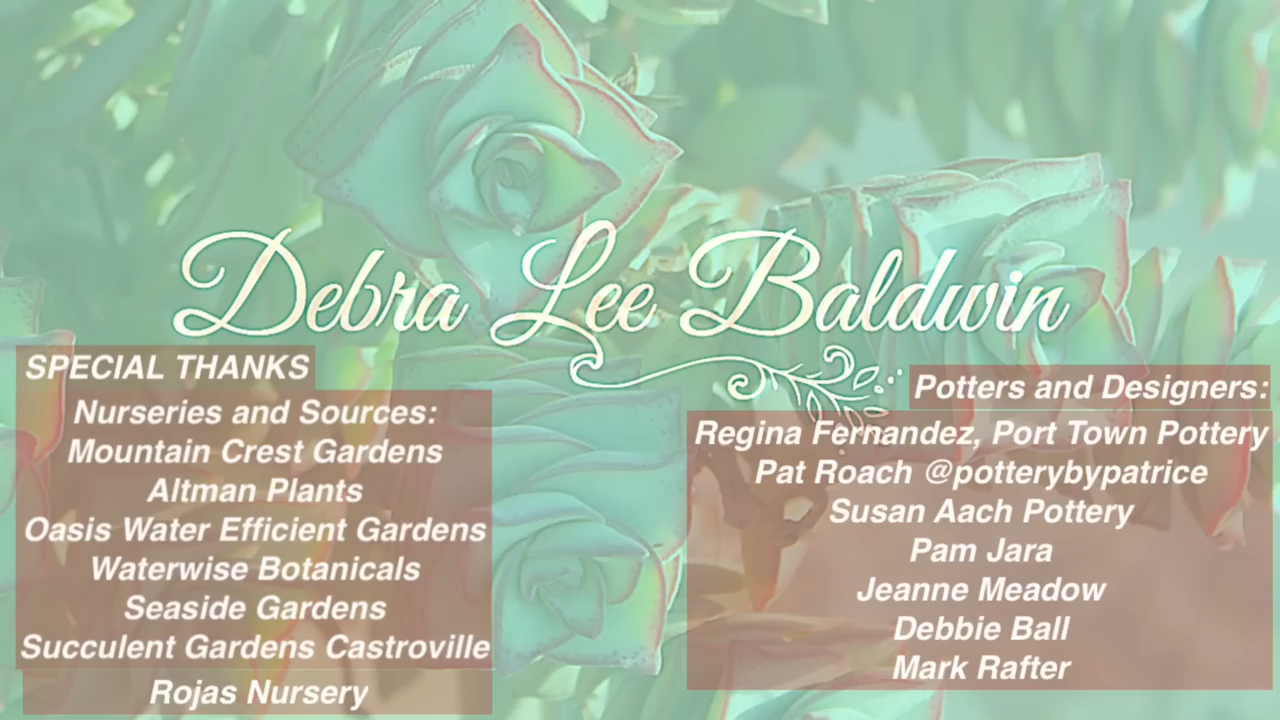 Debra Lee Baldwin
SPECIAL THANKS
Nurseries and Sources:
Mountain Crest Gardens
Altman Plants
Oasis Water Efficient Gardens
Waterwise Botanicals
Seaside Gardens
Succulent Gardens Castroville
Rojas Nursery
Potters and Designers:
Regina Fernandez, Port Town Pottery
Pat Roach @potterybypatrice
Susan Aach Pottery
Pam Jara
Jeanne Meadow
Debbie Ball
Mark Rafter